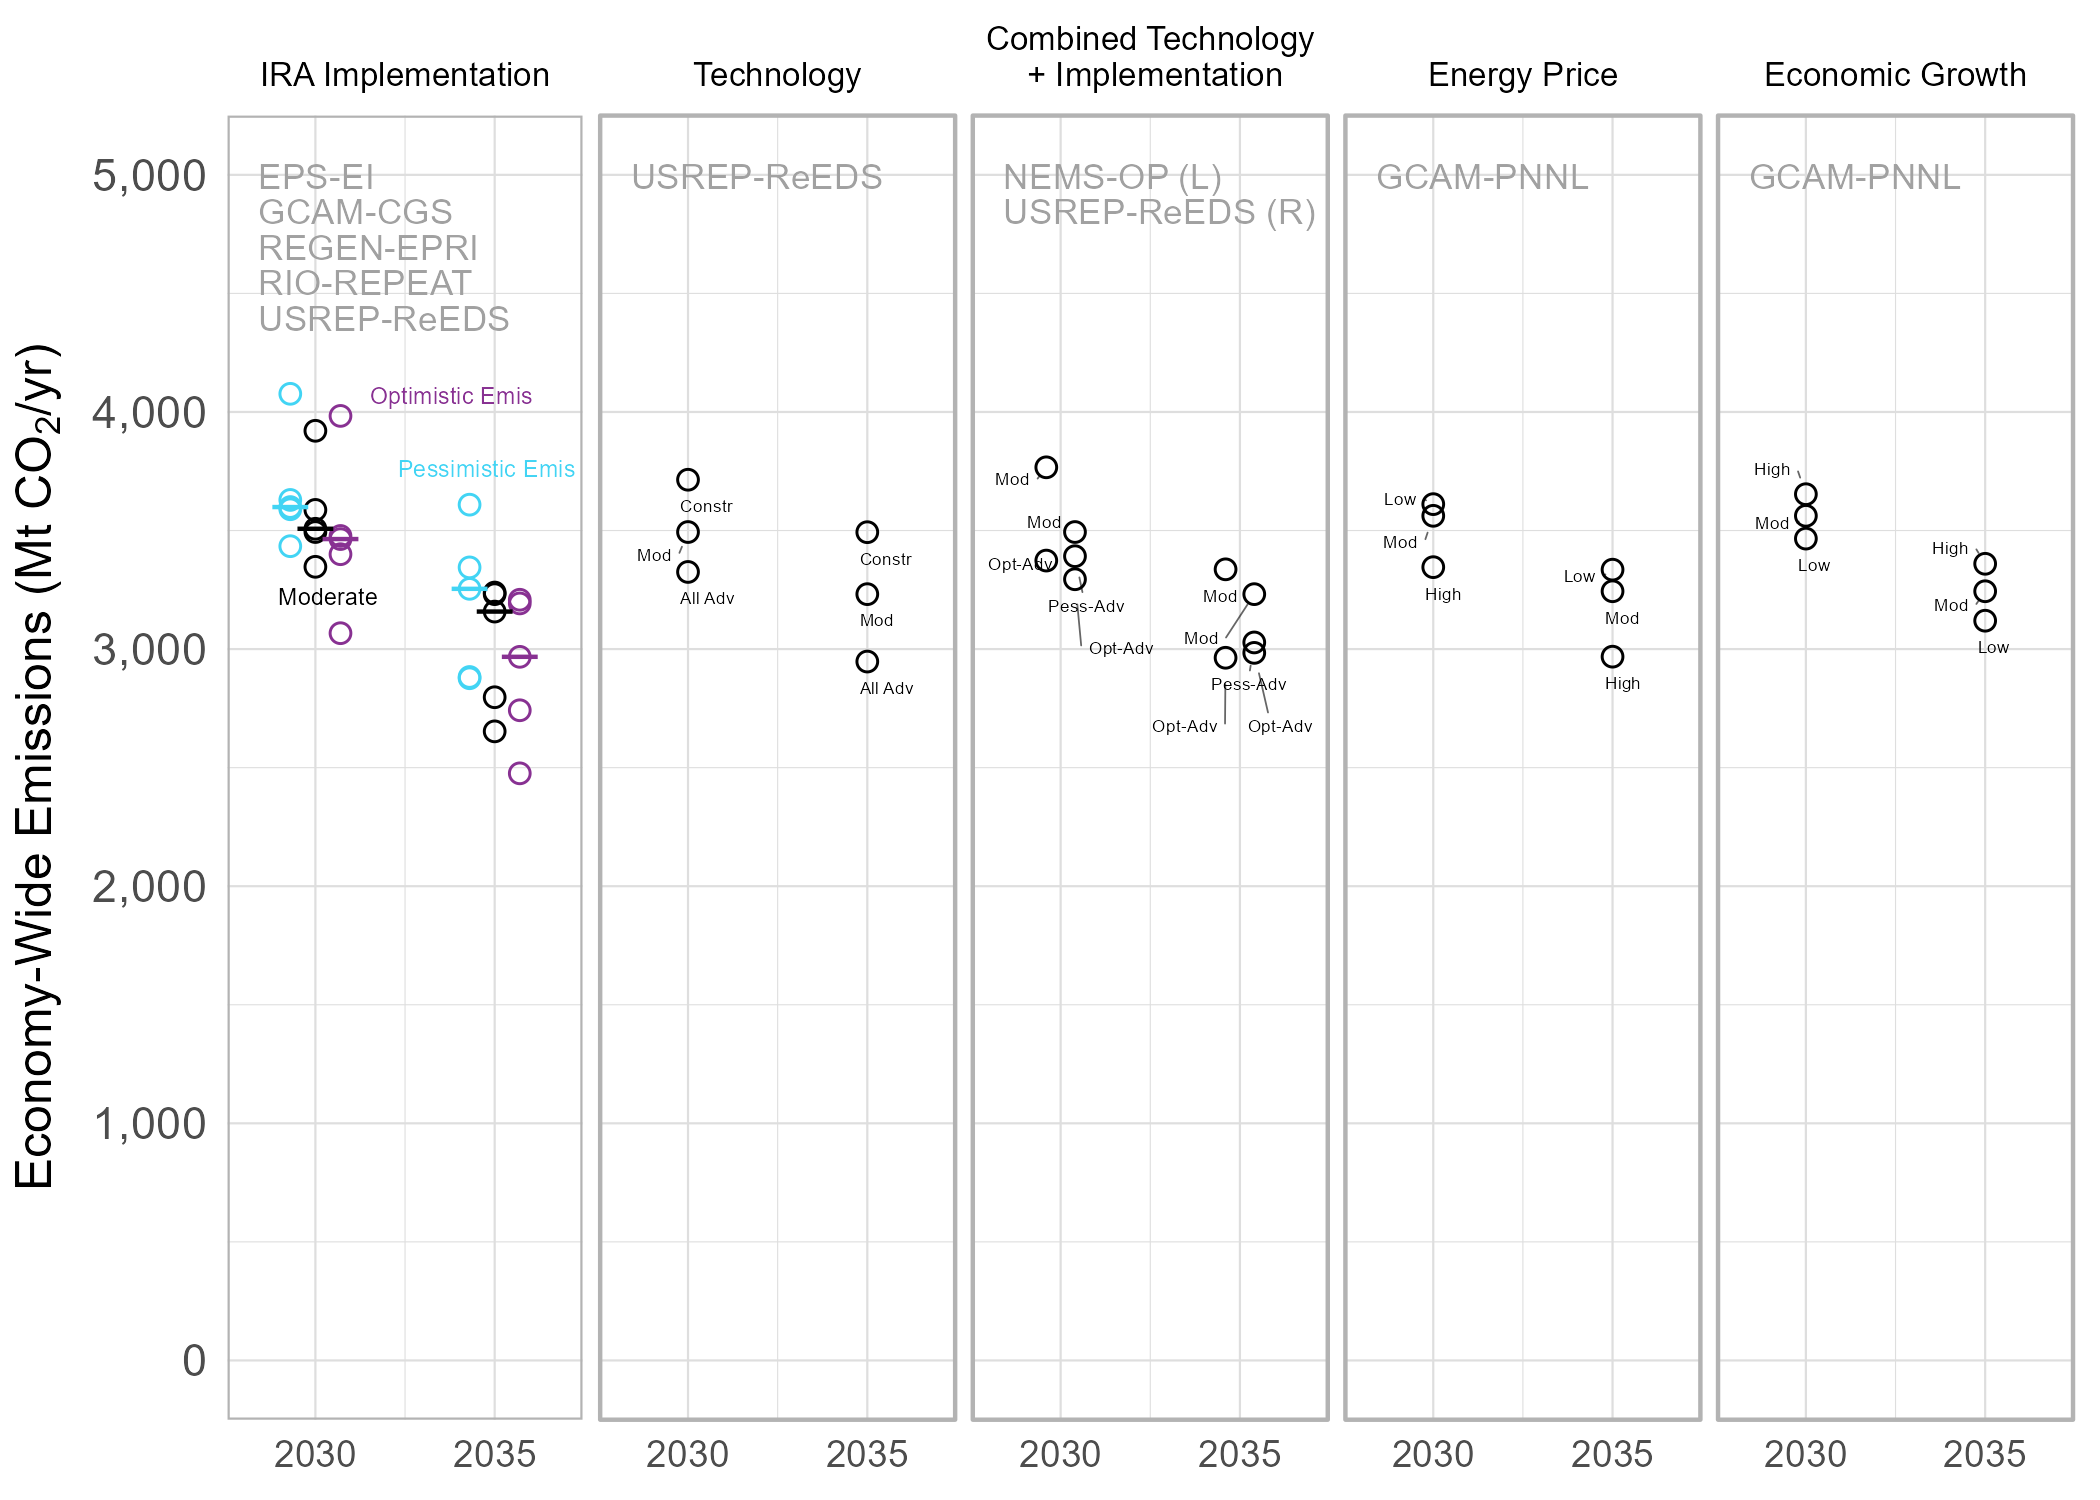 IRA Implementation
Technology
Combined Technology
+ Implementation
Energy Price
Economic Growth
Economy-Wide Emissions (Mt CO₂/yr)
5,000
4,000
3,000
2,000
1,000
0
EPS-EI
GCAM-CGS
REGEN-EPRI
RIO-REPEAT
USREP-ReEDS
Optimistic Emis
Pessimistic Emis
Moderate
USREP-ReEDS
Constr
Mod
All Adv
Constr
Mod
All Adv
NEMS-OP (L)
USREP-ReEDS (R)
Mod
Mod
Opt-Adv
Pess-Adv
Opt-Adv
Mod
Mod
Pess-Adv
Opt-Adv
Opt-Adv
GCAM-PNNL
Low
Mod
High
Low
Mod
High
GCAM-PNNL
High
Mod
Low
High
Mod
Low
2030
2035
2030
2035
2030
2035
2030
2035
2030
2035